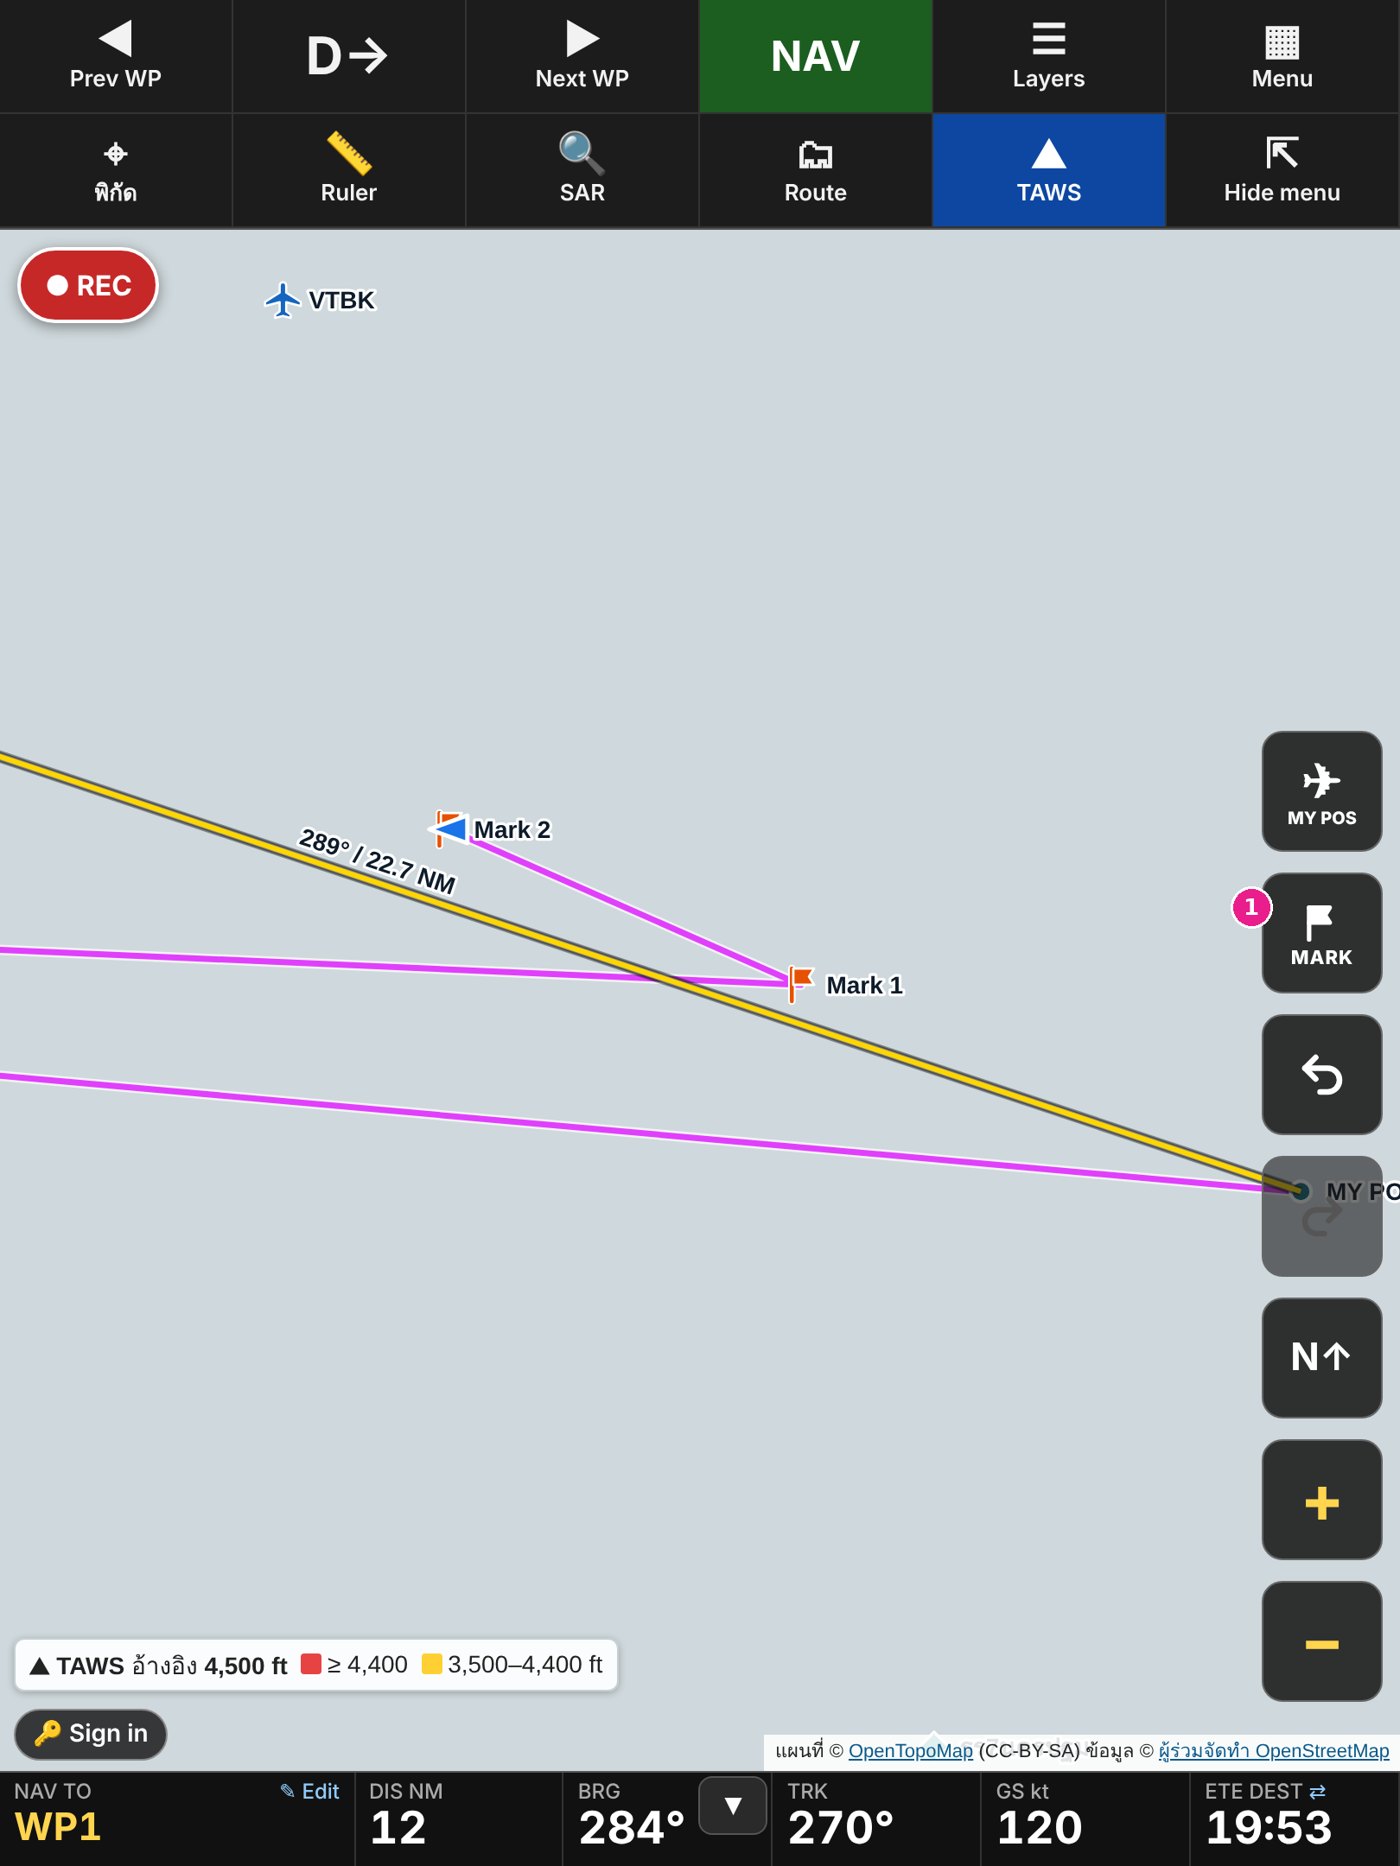 Prev WP
D→
Next WP
NAV
Layers
Menu
พิกัด
Ruler
SAR
Route
TAWS
Hide menu
REC
VTBK
MY POS
289° / 22.7 NM
Mark 2
1
MARK
Mark 1
MY PO
N↑
+
−
▲ TAWS อ้างอิง 4,500 ft ≥ 4,400 3,500–4,400 ft
Sign in
แผนที่ © OpenTopoMap (CC-BY-SA) ข้อมูล © ผู้ร่วมจัดทำ OpenStreetMap
NAV TO ✎ Edit
WP1
DIS NM
12
BRG
284°
▼
TRK
270°
GS kt
120
ETE DEST ⇄
19:53